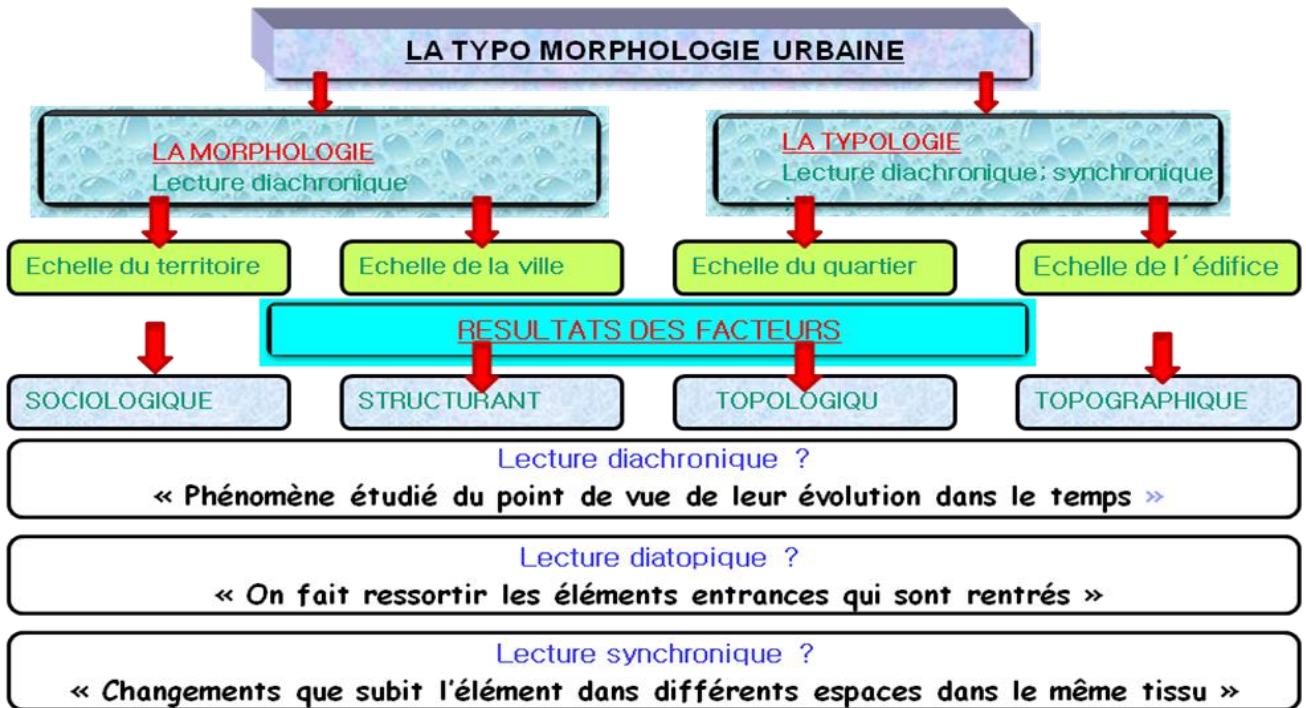 LA TYPO MORPHOLOGIE URBAINE
LA MORPHOLOGIE
Lecture diachronique
LA TYPOLOGIE
Lecture diachronique; synchronique
;
Echelle du territoire
Echelle de la ville
Echelle du quartier
Echelle de l´édifice
RESULTATS DES FACTEURS
SOCIOLOGIQUE
STRUCTURANT
TOPOLOGIQU
TOPOGRAPHIQUE
Lecture diachronique ?
« Phénomène étudié du point de vue de leur évolution dans le temps »
Lecture diatopique ?
« On fait ressortir les éléments entrances qui sont rentrés »
Lecture synchronique ?
« Changements que subit l’élément dans différents espaces dans le même tissu »